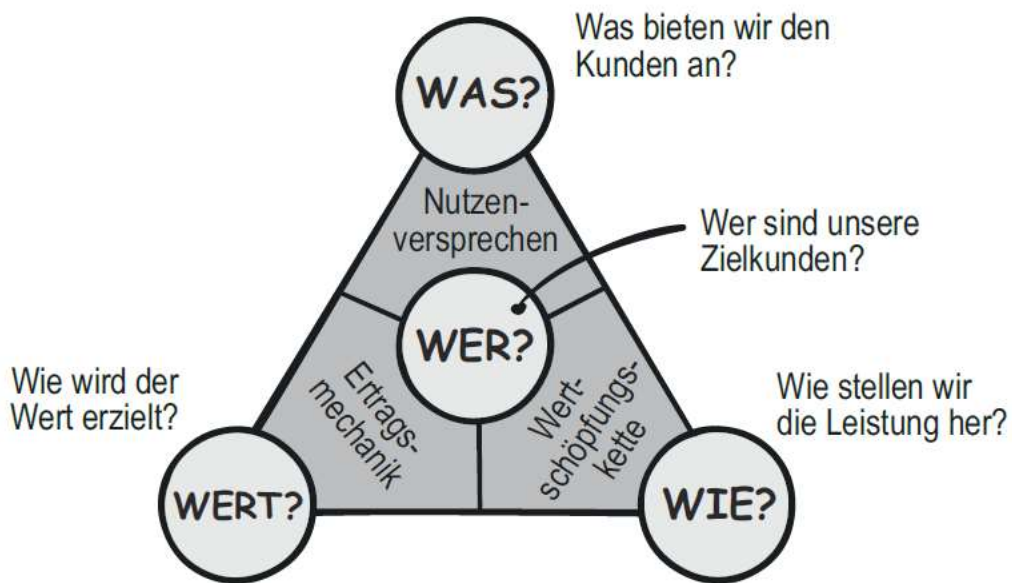 Was bieten wir den
Kunden an?
WAS?
Nutzen-
versprechen
Wer sind unsere
Zielkunden?
WER?
Wie wird der
Wert erzielt?
Ertrags-
mechanik
Wert-
schöpfungs-
kette
Wie stellen wir
die Leistung her?
WERT?
WIE?